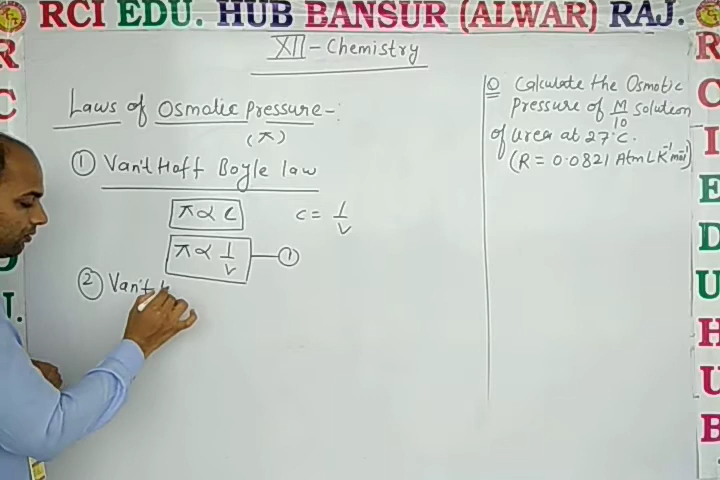 RCI EDU. HUB BANSUR (ALWAR) RAJ.
XII - Chemistry
Laws of Osmotic Pressure -:
(π)
① Van't Hoff Boyle law
π ∝ C
C = 1/V
π ∝ 1/V — ①
② Van't H
Q Calculate the Osmotic
Pressure of M/10 solution
of urea at 27°C.
(R = 0.0821 Atm L K⁻¹ mol⁻¹)
R
C
I
E
D
U
H
U
B
R
C
U.